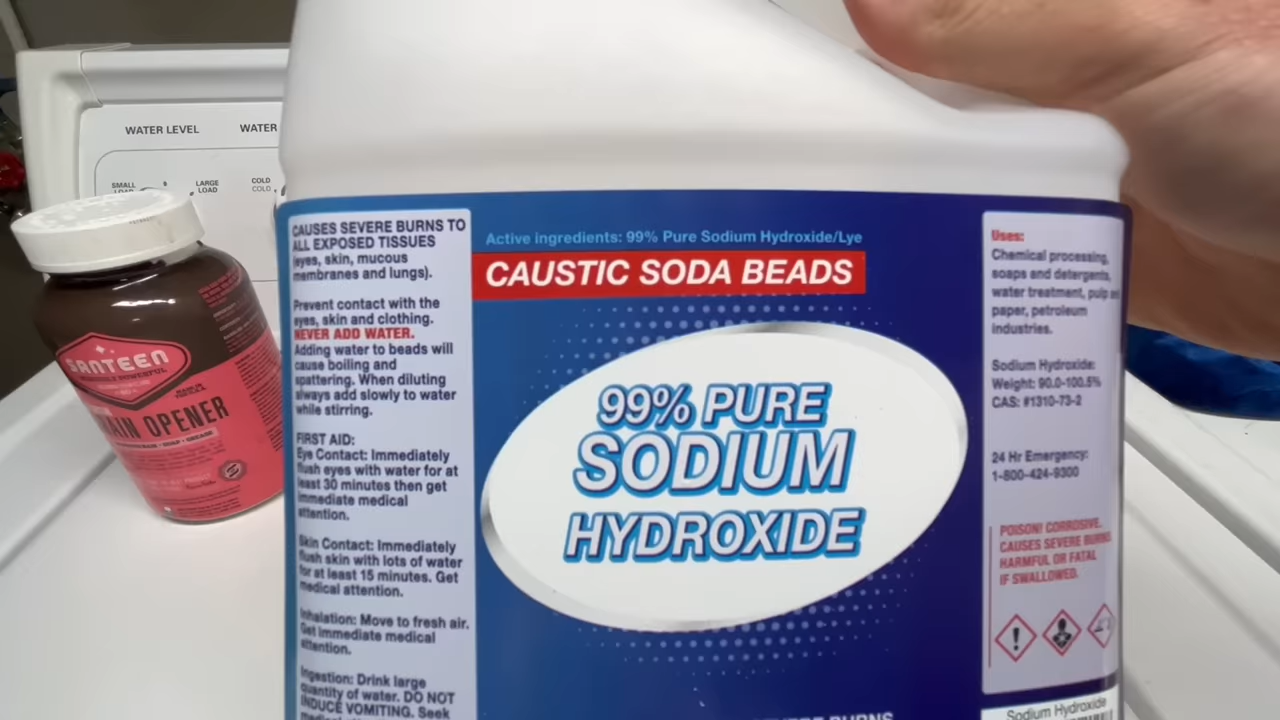 WATER LEVEL
WATER
SMALL
LOAD
LARGE
LOAD
COLD
COLD
SANTEEN
AIN OPENER
CAUSES SEVERE BURNS TO
ALL EXPOSED TISSUES
(eyes, skin, mucous
membranes and lungs).
Prevent contact with the
eyes, skin and clothing.
NEVER ADD WATER.
Adding water to beads will
cause boiling and
spattering. When diluting
always add slowly to water
while stirring.
FIRST AID:
Eye Contact: Immediately
flush eyes with water for at
least 30 minutes then get
immediate medical
attention.
Skin Contact: Immediately
flush skin with lots of water
for at least 15 minutes. Get
medical attention.
Inhalation: Move to fresh air.
Get immediate medical
attention.
Ingestion: Drink large
quantity of water. DO NOT
INDUCE VOMITING. Seek
Active ingredients: 99% Pure Sodium Hydroxide/Lye
CAUSTIC SODA BEADS
99% PURE
SODIUM
HYDROXIDE
BURNS
Uses:
Chemical processing,
soaps and detergents,
water treatment, pulp and
paper, petroleum
industries.
Sodium Hydroxide:
Weight: 90.0-100.5%
CAS: #1310-73-2
24 Hr Emergency:
1-800-424-9300
POISON! CORROSIVE.
CAUSES SEVERE BURNS
HARMFUL OR FATAL
IF SWALLOWED.
Sodium Hydroxide